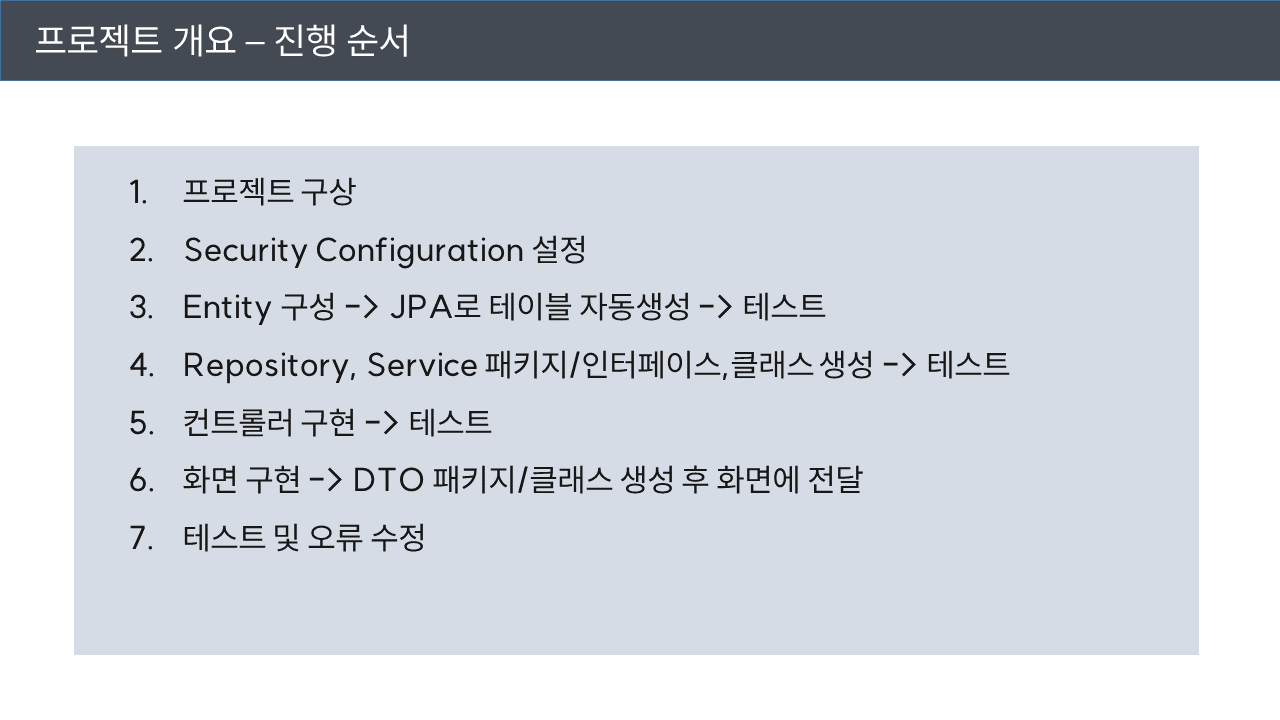 프로젝트 개요 – 진행 순서
1. 프로젝트 구상
2. Security Configuration 설정
3. Entity 구성 -> JPA로 테이블 자동생성 -> 테스트
4. Repository, Service 패키지/인터페이스,클래스 생성 -> 테스트
5. 컨트롤러 구현 -> 테스트
6. 화면 구현 -> DTO 패키지/클래스 생성 후 화면에 전달
7. 테스트 및 오류 수정